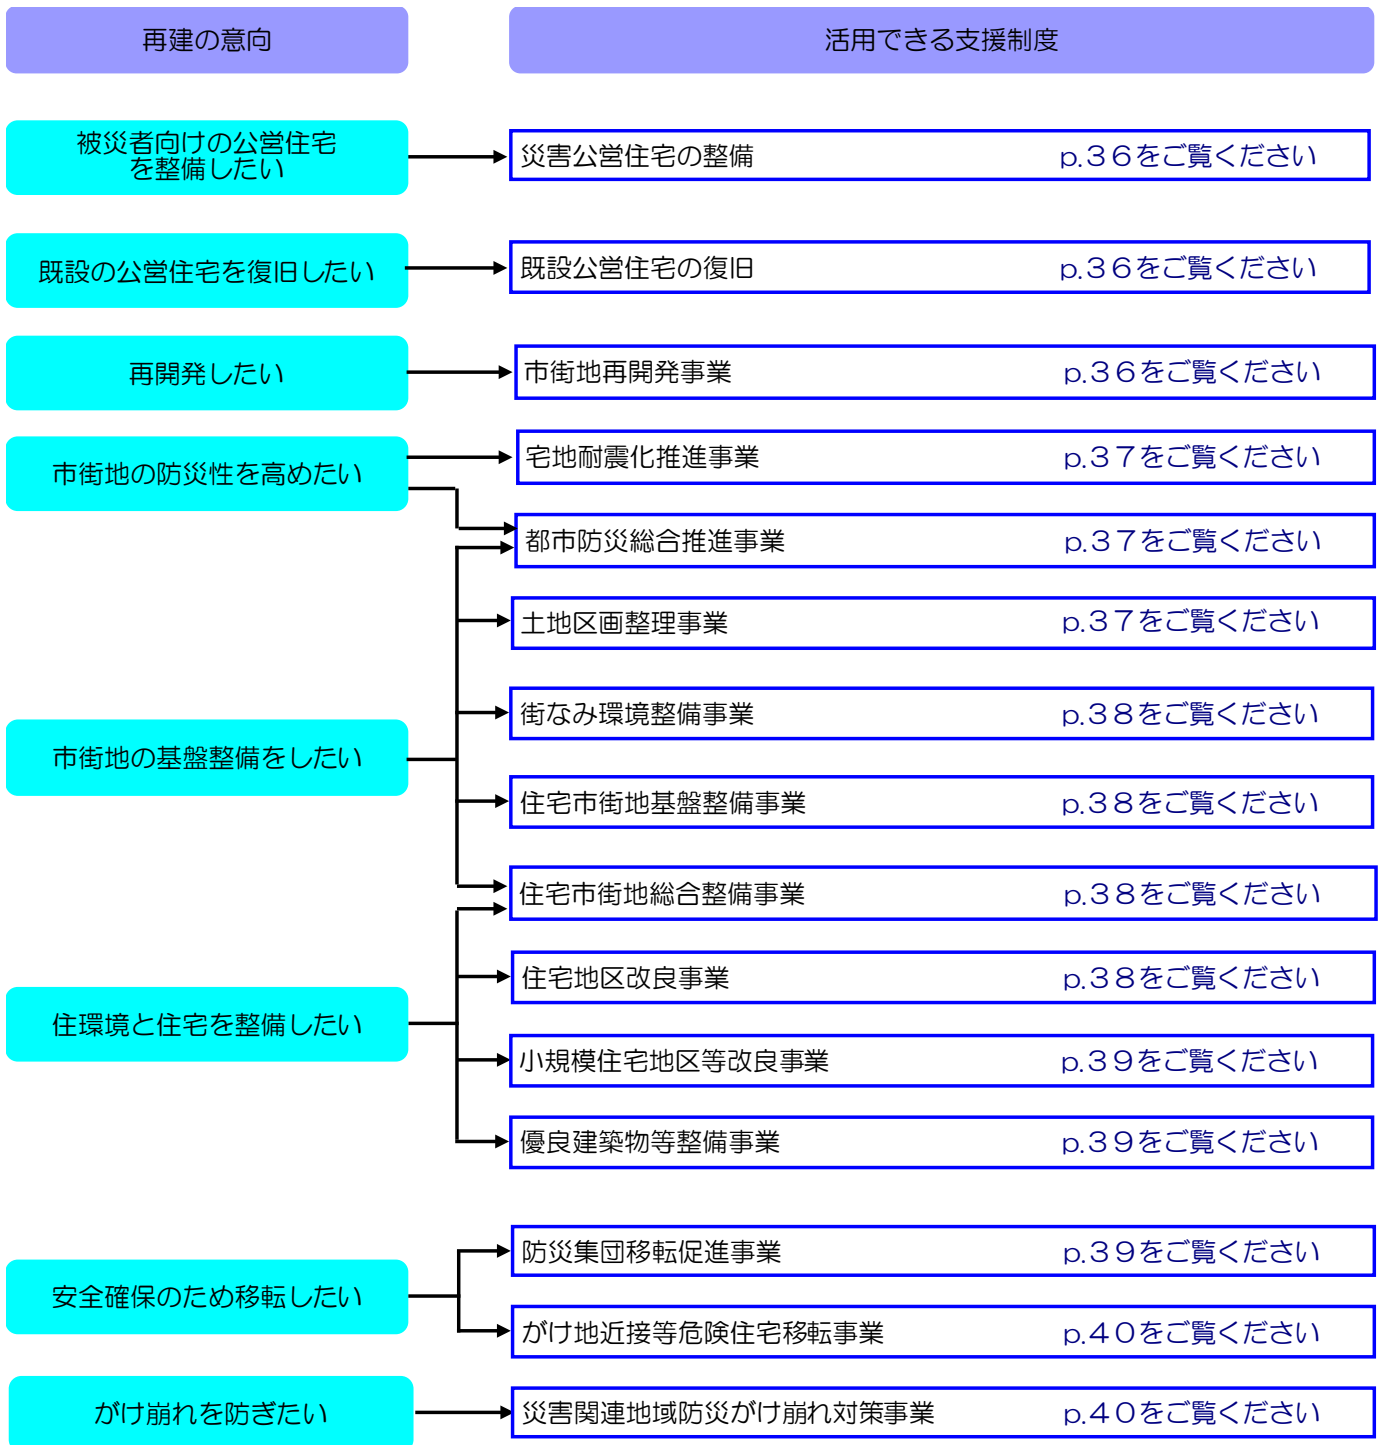 再建の意向
活用できる支援制度
被災者向けの公営住宅
を整備したい
災害公営住宅の整備 p.３６をご覧ください
既設の公営住宅を復旧したい
既設公営住宅の復旧 p.３６をご覧ください
再開発したい
市街地再開発事業 p.３６をご覧ください
市街地の防災性を高めたい
宅地耐震化推進事業 p.３７をご覧ください
都市防災総合推進事業 p.３７をご覧ください
土地区画整理事業 p.３７をご覧ください
街なみ環境整備事業 p.３８をご覧ください
市街地の基盤整備をしたい
住宅市街地基盤整備事業 p.３８をご覧ください
住宅市街地総合整備事業 p.３８をご覧ください
住宅地区改良事業 p.３８をご覧ください
住環境と住宅を整備したい
小規模住宅地区等改良事業 p.３９をご覧ください
優良建築物等整備事業 p.３９をご覧ください
防災集団移転促進事業 p.３９をご覧ください
安全確保のため移転したい
がけ地近接等危険住宅移転事業 p.４０をご覧ください
がけ崩れを防ぎたい
災害関連地域防災がけ崩れ対策事業 p.４０をご覧ください